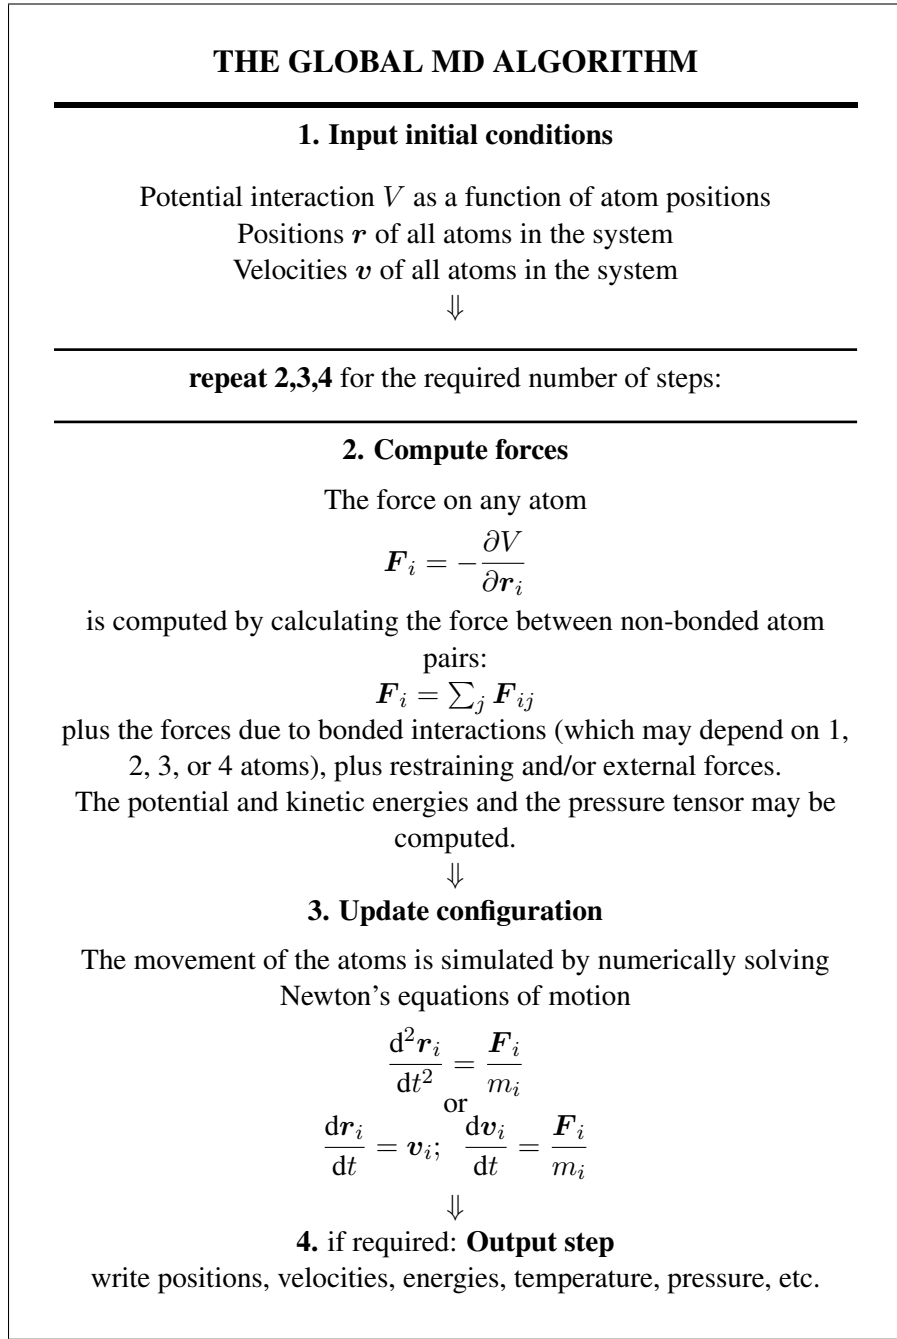 THE GLOBAL MD ALGORITHM
1. Input initial conditions
Potential interaction V as a function of atom positions
Positions r of all atoms in the system
Velocities v of all atoms in the system
⇓
repeat 2,3,4 for the required number of steps:
2. Compute forces
The force on any atom
F_i = −∂V/∂r_i
is computed by calculating the force between non-bonded atom
pairs:
F_i = ∑_j F_ij
plus the forces due to bonded interactions (which may depend on 1,
2, 3, or 4 atoms), plus restraining and/or external forces.
The potential and kinetic energies and the pressure tensor may be
computed.
⇓
3. Update configuration
The movement of the atoms is simulated by numerically solving
Newton's equations of motion
d²r_i/dt² = F_i/m_i
or
dr_i/dt = v_i; dv_i/dt = F_i/m_i
⇓
4. if required: Output step
write positions, velocities, energies, temperature, pressure, etc.